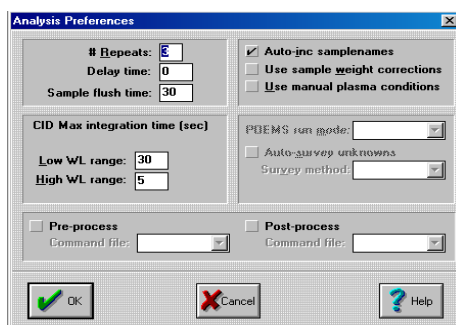 Analysis Preferences
# Repeats: 3
Delay time: 0
Sample flush time: 30
Auto-inc samplenames
Use sample weight corrections
Use manual plasma conditions
CID Max integration time (sec)
Low WL range: 30
High WL range: 5
POEMS run mode:
Auto-survey unknowns
Survey method:
Pre-process
Command file:
Post-process
Command file:
OK
Cancel
? Help